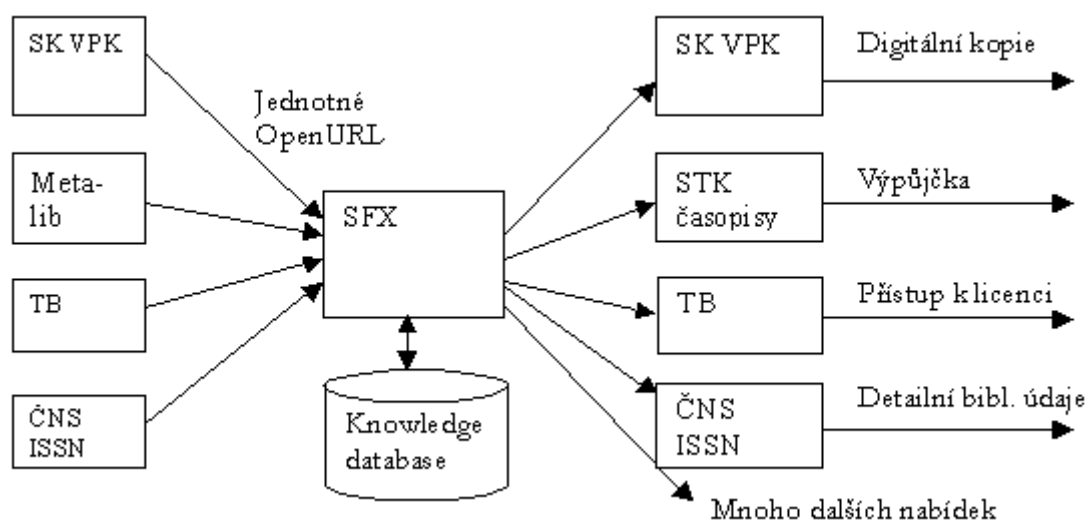 SK VPK
Meta-
lib
TB
ČNS
ISSN
Jednotné
OpenURL
SFX
Knowledge
database
SK VPK
STK
časopisy
TB
ČNS
ISSN
Digitální kopie
Výpůjčka
Přístup k licenci
Detailní bibl. údaje
Mnoho dalších nabídek